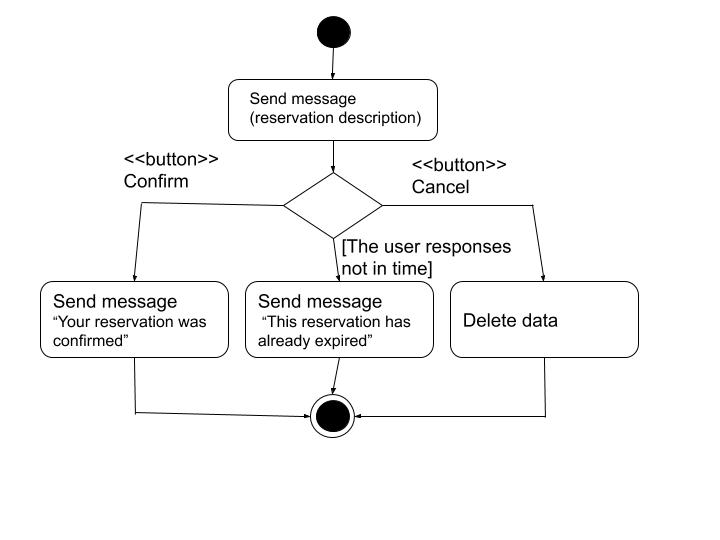 Send message
(reservation description)
<<button>>
Confirm
<<button>>
Cancel
[The user responses
not in time]
Send message
“Your reservation was
confirmed”
Send message
“This reservation has
already expired”
Delete data